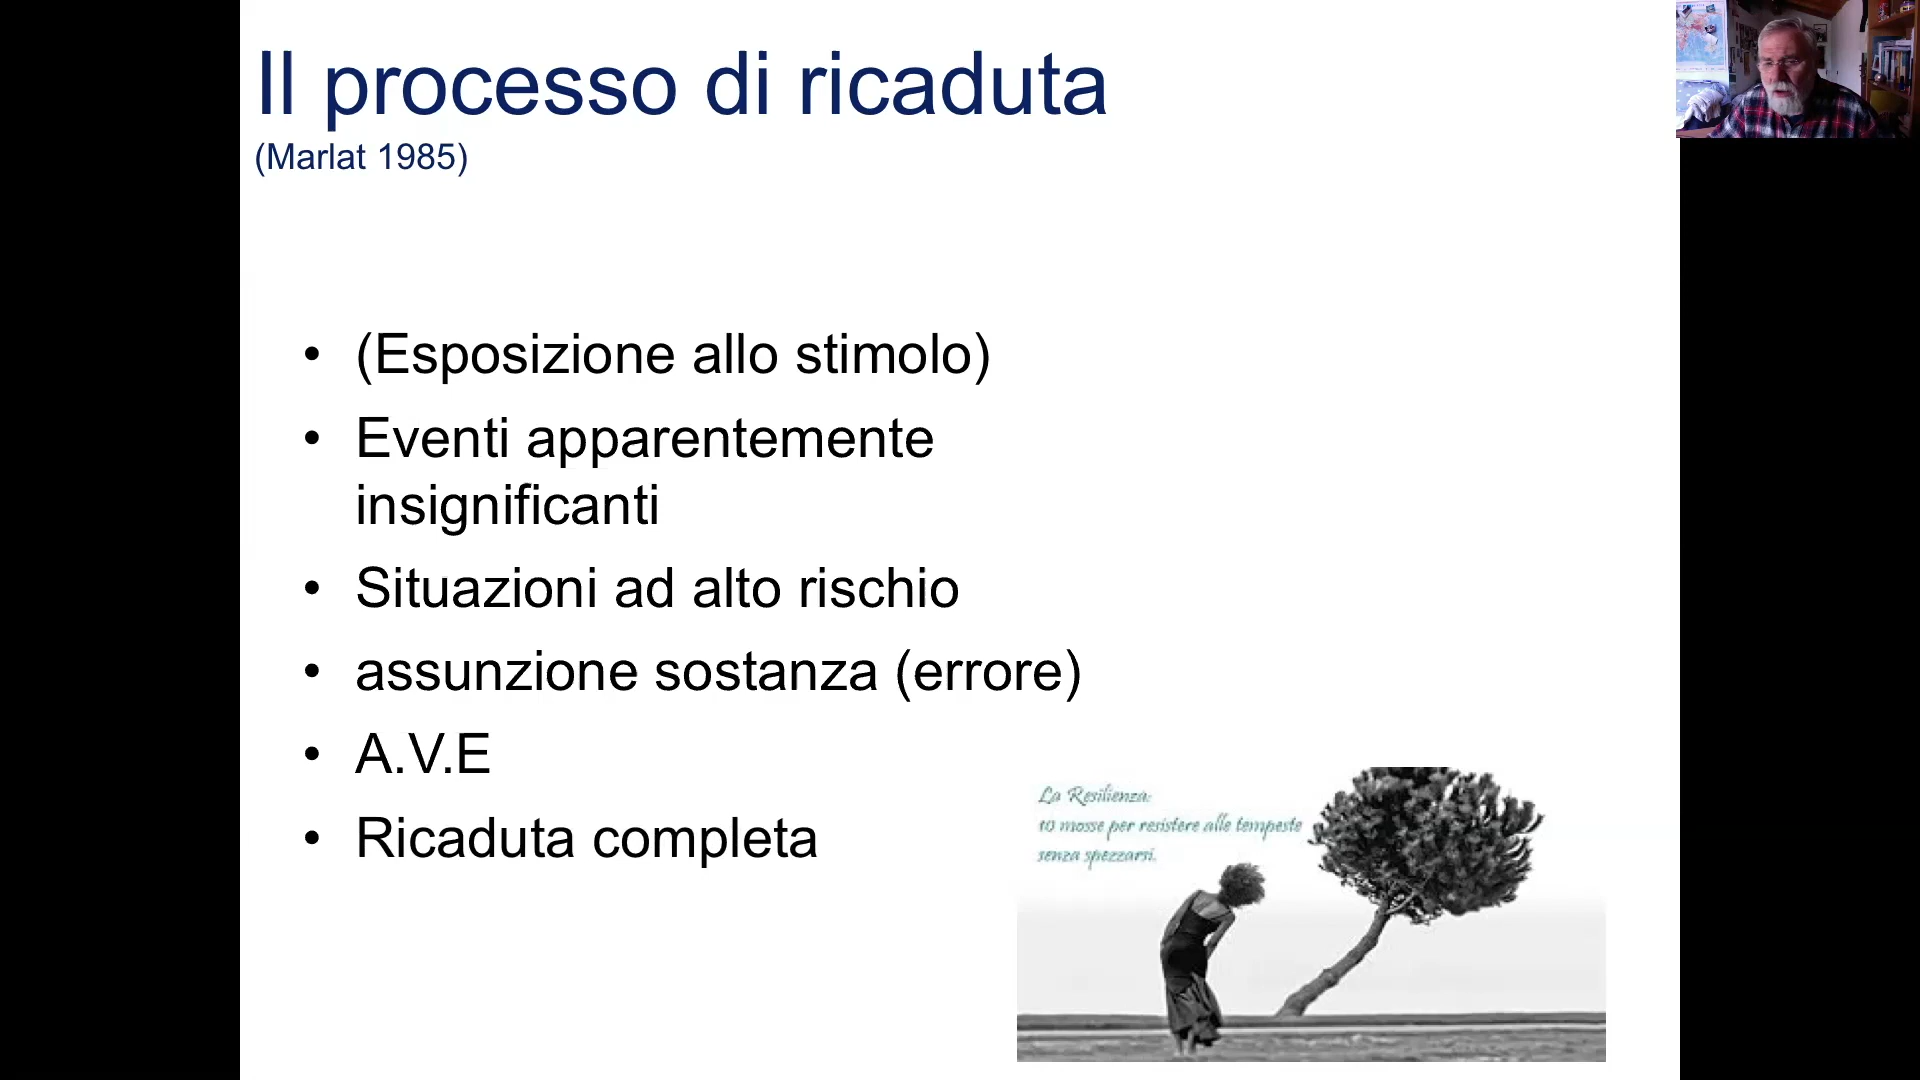 Il processo di ricaduta
(Marlat 1985)
• (Esposizione allo stimolo)
• Eventi apparentemente
insignificanti
• Situazioni ad alto rischio
• assunzione sostanza (errore)
• A.V.E
• Ricaduta completa
La Resilienza:
10 mosse per resistere alle tempeste
senza spezzarsi.